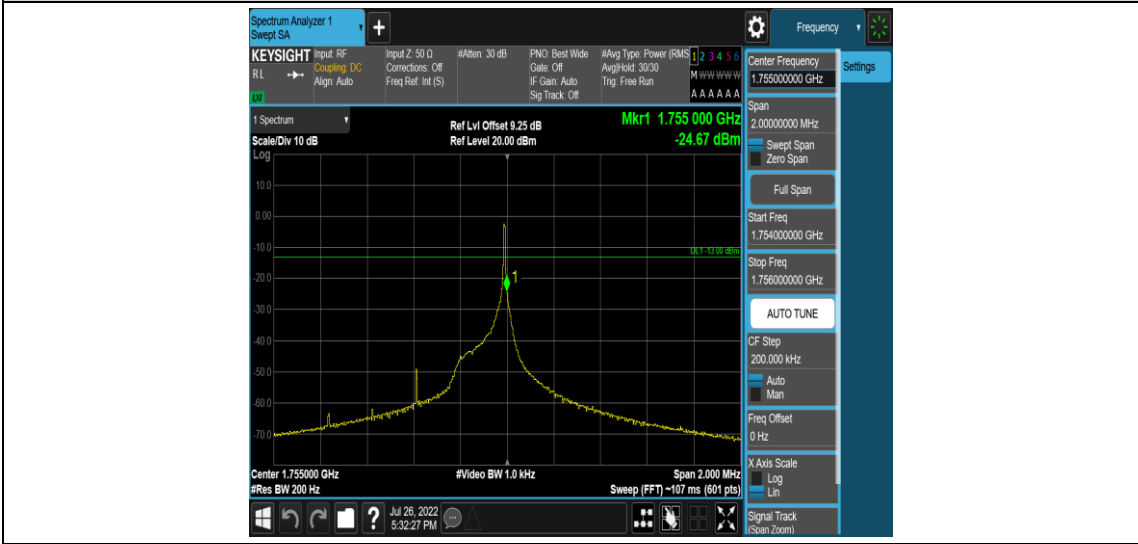 Spectrum Analyzer 1
Swept SA
+
Frequency
KEYSIGHT
RL
Input: RF
Coupling: DC
Align: Auto
Input Z: 50 Ω
Corrections: Off
Freq Ref: Int (S)
#Atten: 30 dB
PNO: Best Wide
Gate: Off
IF Gain: Auto
Sig Track: Off
#Avg Type: Power (RMS
Avg|Hold: 30/30
Trig: Free Run
1 2 3 4 5 6
M W W W W W
A A A A A A
1 Spectrum
Scale/Div 10 dB
Log
Ref Lvl Offset 9.25 dB
Ref Level 20.00 dBm
Mkr1 1.755 000 GHz
-24.67 dBm
10.0
0.00
-10.0
-20.0
-30.0
-40.0
-50.0
-60.0
-70.0
DL1 -13.00 dBm
1
Center 1.755000 GHz
#Res BW 200 Hz
#Video BW 1.0 kHz
Span 2.000 MHz
Sweep (FFT) ~107 ms (601 pts)
?
Jul 26, 2022
5:32:27 PM
Center Frequency
1.755000000 GHz
Span
2.00000000 MHz
Swept Span
Zero Span
Full Span
Start Freq
1.754000000 GHz
Stop Freq
1.756000000 GHz
AUTO TUNE
CF Step
200.000 kHz
Auto
Man
Freq Offset
0 Hz
X Axis Scale
Log
Lin
Signal Track
(Span Zoom)
Settings